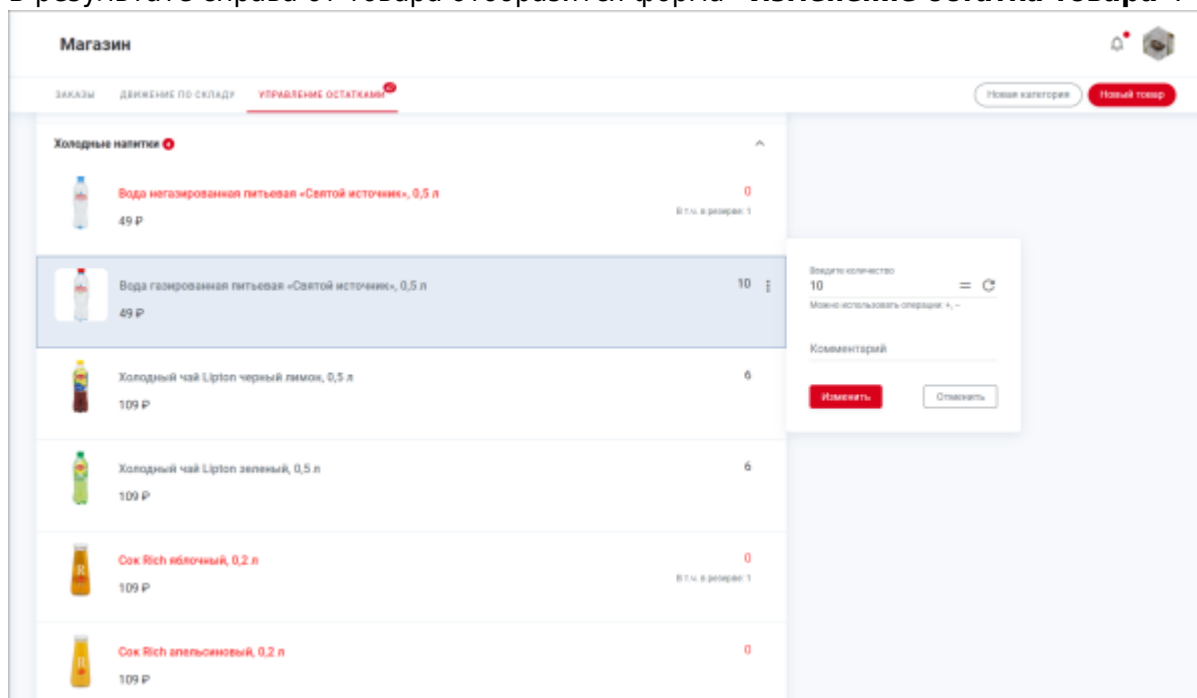 В результате справа от товара отобразится форма "Изменение остатка товара".
Магазин
ЗАКАЗЫ ДВИЖЕНИЕ ПО СКЛАДУ УПРАВЛЕНИЕ ОСТАТКАМИ Новая категория Новый товар
Холодные напитки 4
Вода негазированная питьевая «Святой источник», 0,5 л 0
49 ₽ В т.ч. в резерве: 1
Вода газированная питьевая «Святой источник», 0,5 л 10
49 ₽
Введите количество
10 =
Можно использовать операции: +, –
Комментарий
Изменить Отменить
Холодный чай Lipton черный лимон, 0,5 л 6
109 ₽
Холодный чай Lipton зеленый, 0,5 л 6
109 ₽
Сок Rich яблочный, 0,2 л 0
109 ₽ В т.ч. в резерве: 1
Сок Rich апельсиновый, 0,2 л 0
109 ₽